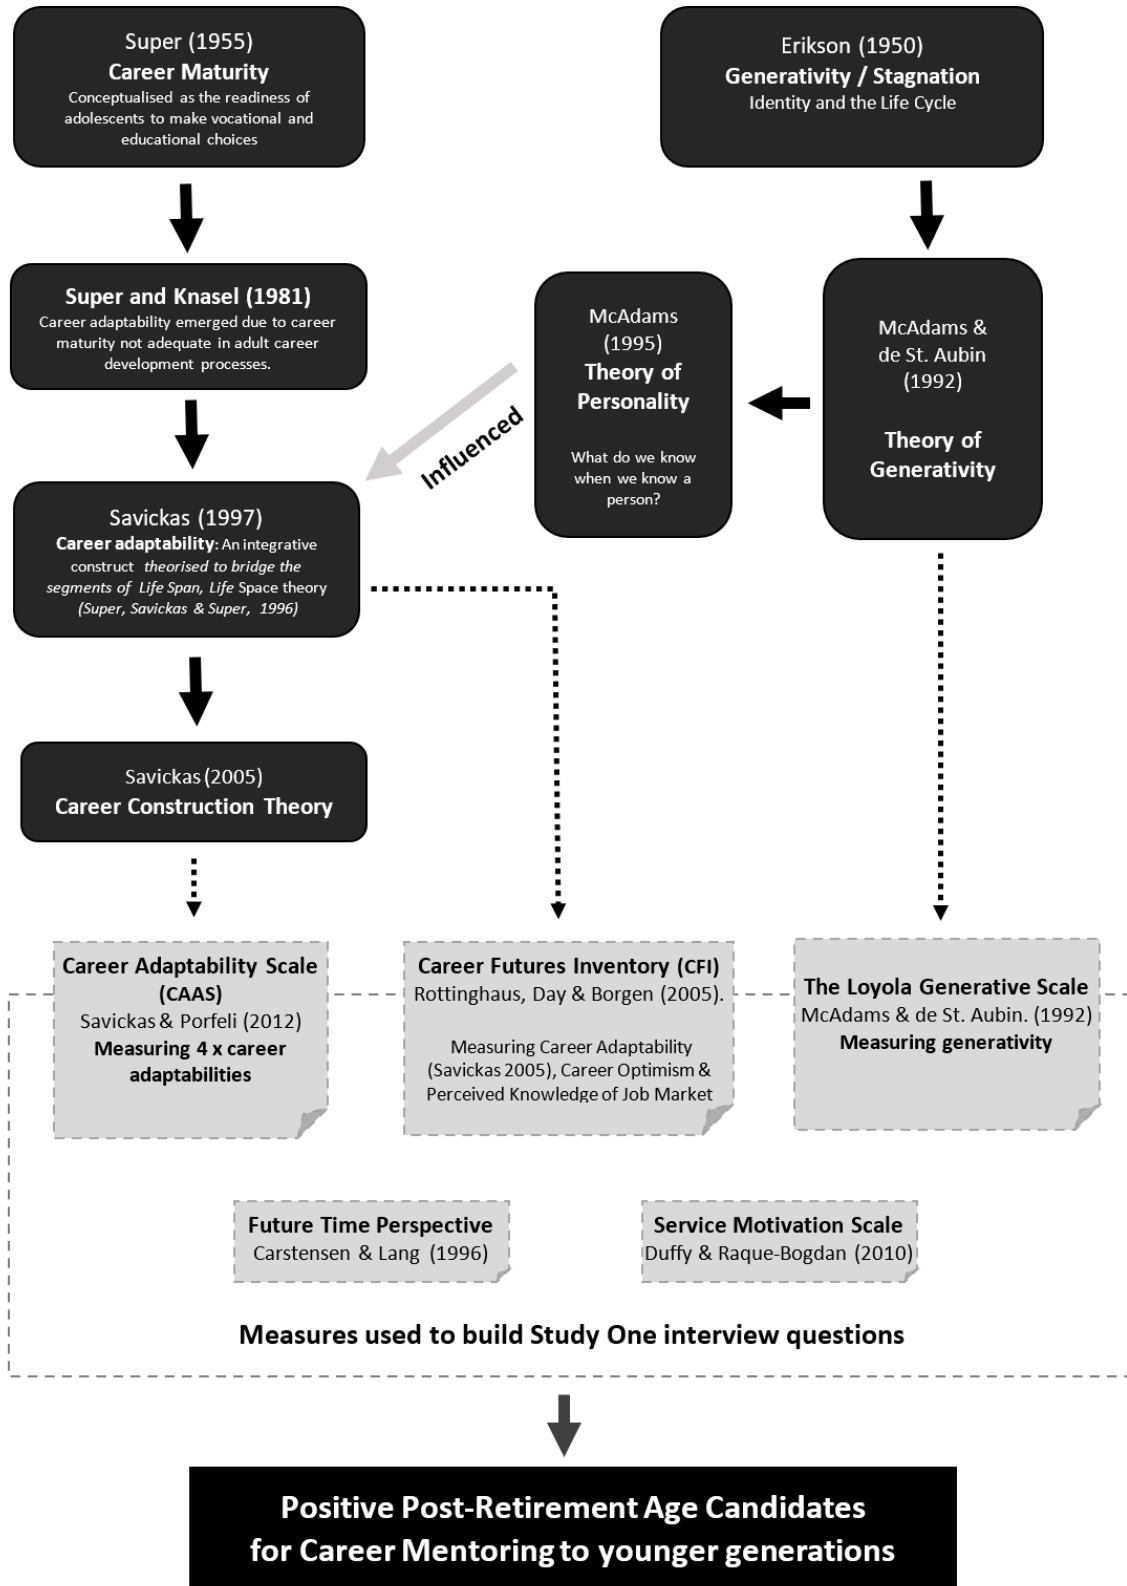 Super (1955)
Career Maturity
Conceptualised as the readiness of
adolescents to make vocational and
educational choices
Erikson (1950)
Generativity / Stagnation
Identity and the Life Cycle
Super and Knasel (1981)
Career adaptability emerged due to career
maturity not adequate in adult career
development processes.
McAdams
(1995)
Theory of
Personality
What do we know
when we know a
person?
McAdams &
de St. Aubin
(1992)
Theory of
Generativity
Influenced
Savickas (1997)
Career adaptability: An integrative
construct theorised to bridge the
segments of Life Span, Life Space theory
(Super, Savickas & Super, 1996)
Savickas (2005)
Career Construction Theory
Career Adaptability Scale
(CAAS)
Savickas & Porfeli (2012)
Measuring 4 x career
adaptabilities
Career Futures Inventory (CFI)
Rottinghaus, Day & Borgen (2005).
Measuring Career Adaptability
(Savickas 2005), Career Optimism &
Perceived Knowledge of Job Market
The Loyola Generative Scale
McAdams & de St. Aubin. (1992)
Measuring generativity
Future Time Perspective
Carstensen & Lang (1996)
Service Motivation Scale
Duffy & Raque-Bogdan (2010)
Measures used to build Study One interview questions
Positive Post-Retirement Age Candidates
for Career Mentoring to younger generations